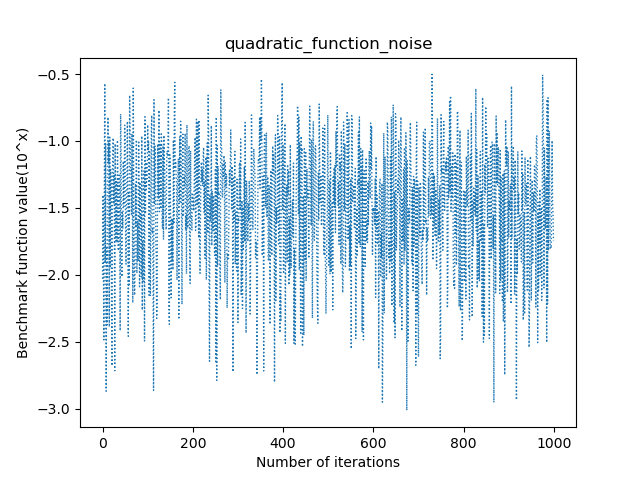 quadratic_function_noise
Benchmark function value(10^x)
−0.5
−1.0
−1.5
−2.0
−2.5
−3.0
0 200 400 600 800 1000
Number of iterations